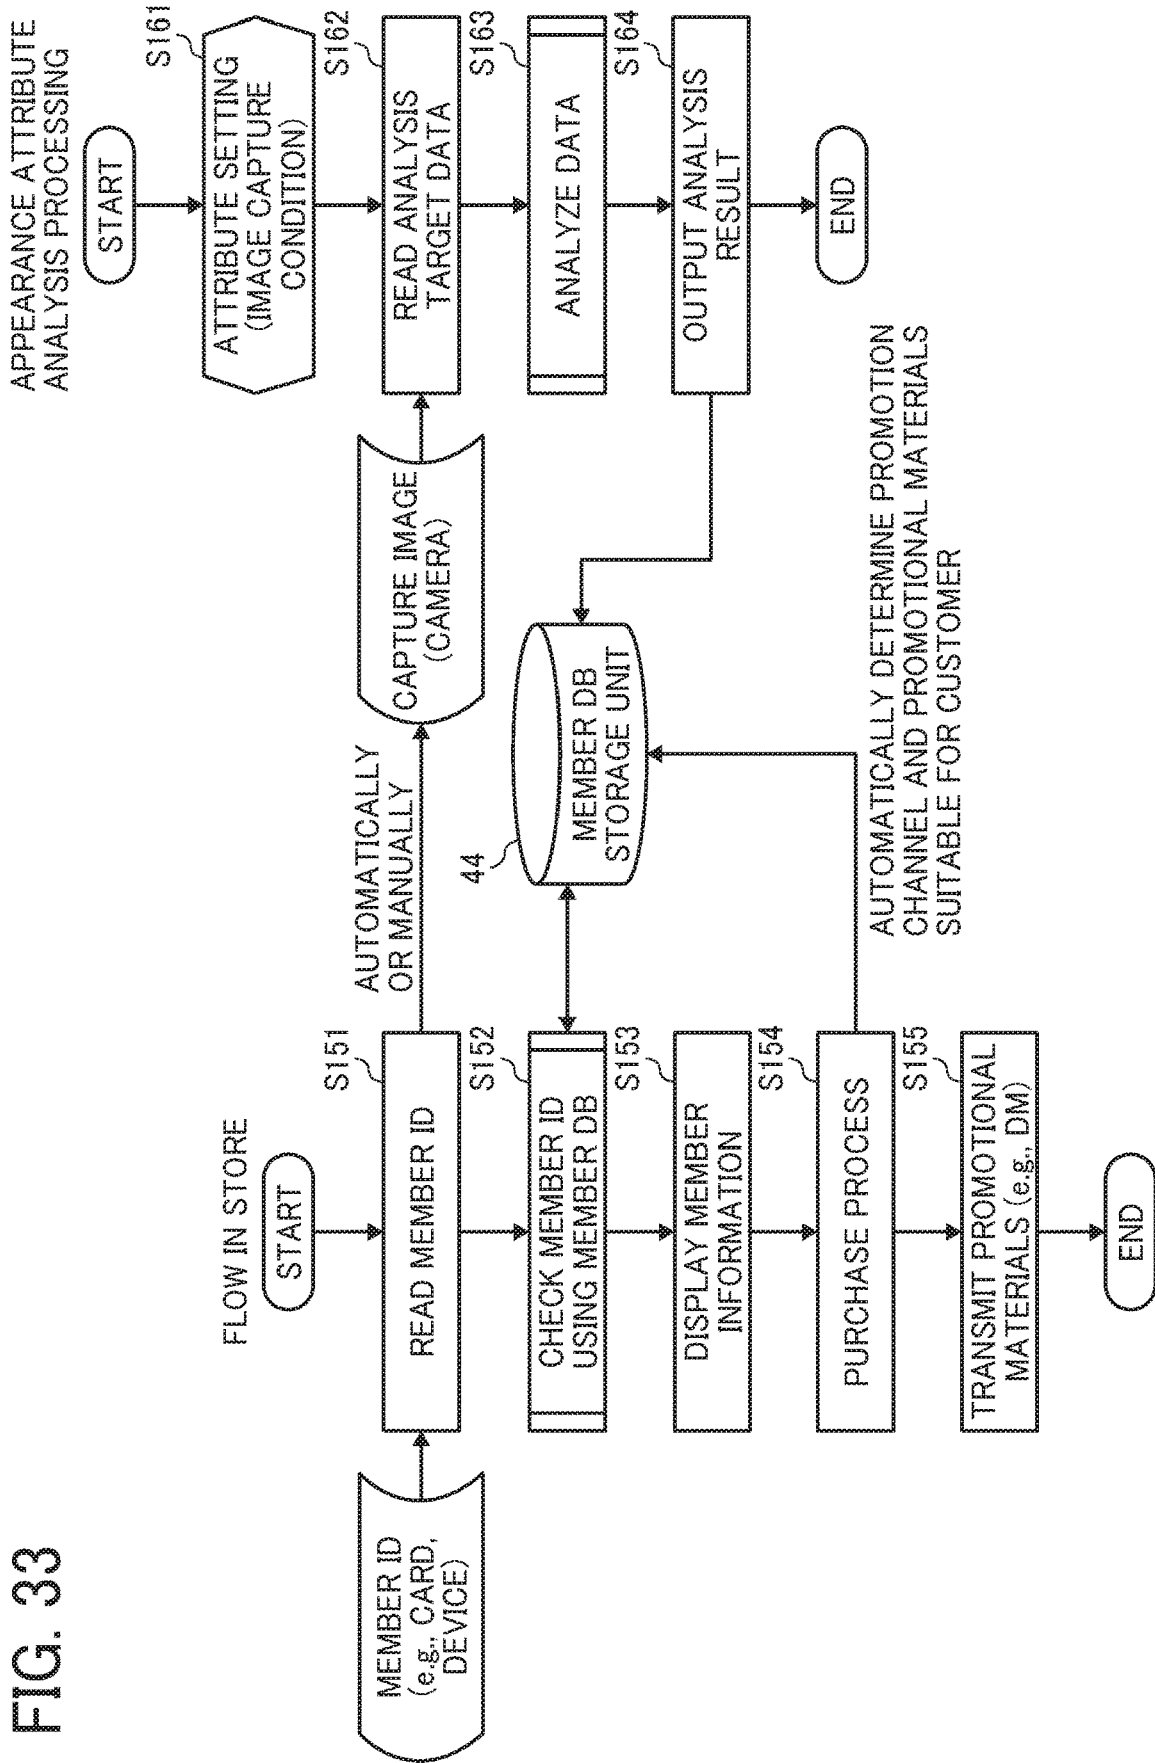 FIG. 33
FLOW IN STORE
START
MEMBER ID
(e.g., CARD,
DEVICE)
S151
READ MEMBER ID
AUTOMATICALLY
OR MANUALLY
S152
CHECK MEMBER ID
USING MEMBER DB
S153
DISPLAY MEMBER
INFORMATION
S154
PURCHASE PROCESS
S155
TRANSMIT PROMOTIONAL
MATERIALS (e.g., DM)
END
CAPTURE IMAGE
(CAMERA)
44
MEMBER DB
STORAGE UNIT
AUTOMATICALLY DETERMINE PROMOTION
CHANNEL AND PROMOTIONAL MATERIALS
SUITABLE FOR CUSTOMER
APPEARANCE ATTRIBUTE
ANALYSIS PROCESSING
START
S161
ATTRIBUTE SETTING
(IMAGE CAPTURE
CONDITION)
S162
READ ANALYSIS
TARGET DATA
S163
ANALYZE DATA
S164
OUTPUT ANALYSIS
RESULT
END